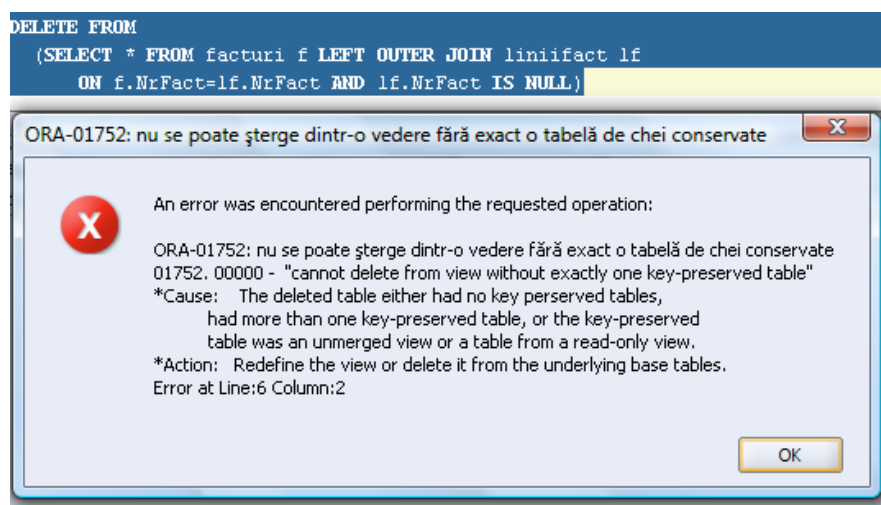 DELETE FROM
(SELECT * FROM facturi f LEFT OUTER JOIN liniifact lf
ON f.NrFact=lf.NrFact AND lf.NrFact IS NULL)
ORA-01752: nu se poate şterge dintr-o vedere fără exact o tabelă de chei conservate
An error was encountered performing the requested operation:
ORA-01752: nu se poate şterge dintr-o vedere fără exact o tabelă de chei conservate
01752. 00000 - "cannot delete from view without exactly one key-preserved table"
*Cause: The deleted table either had no key perserved tables,
had more than one key-preserved table, or the key-preserved
table was an unmerged view or a table from a read-only view.
*Action: Redefine the view or delete it from the underlying base tables.
Error at Line:6 Column:2
OK